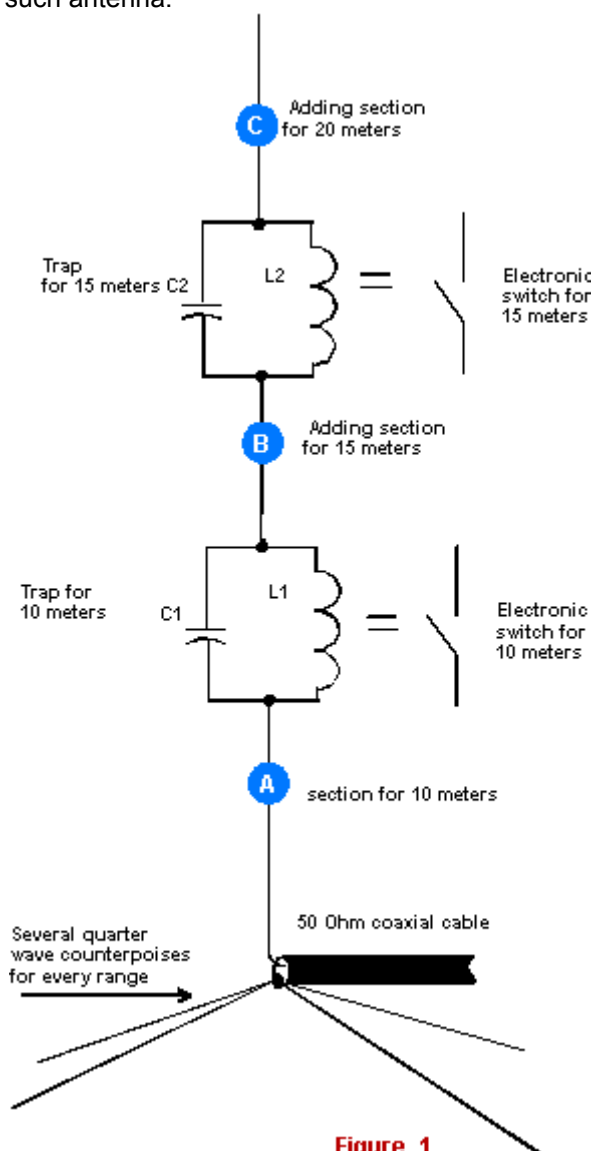 such antenna.
Adding section
C for 20 meters
Trap
for 15 meters C2
L2
Electronic
switch for
15 meters
Adding section
B for 15 meters
Trap for
10 meters
C1
L1
Electronic
switch for
10 meters
A section for 10 meters
50 Ohm coaxial cable
Several quarter
wave counterpoises
for every range
Figure 1